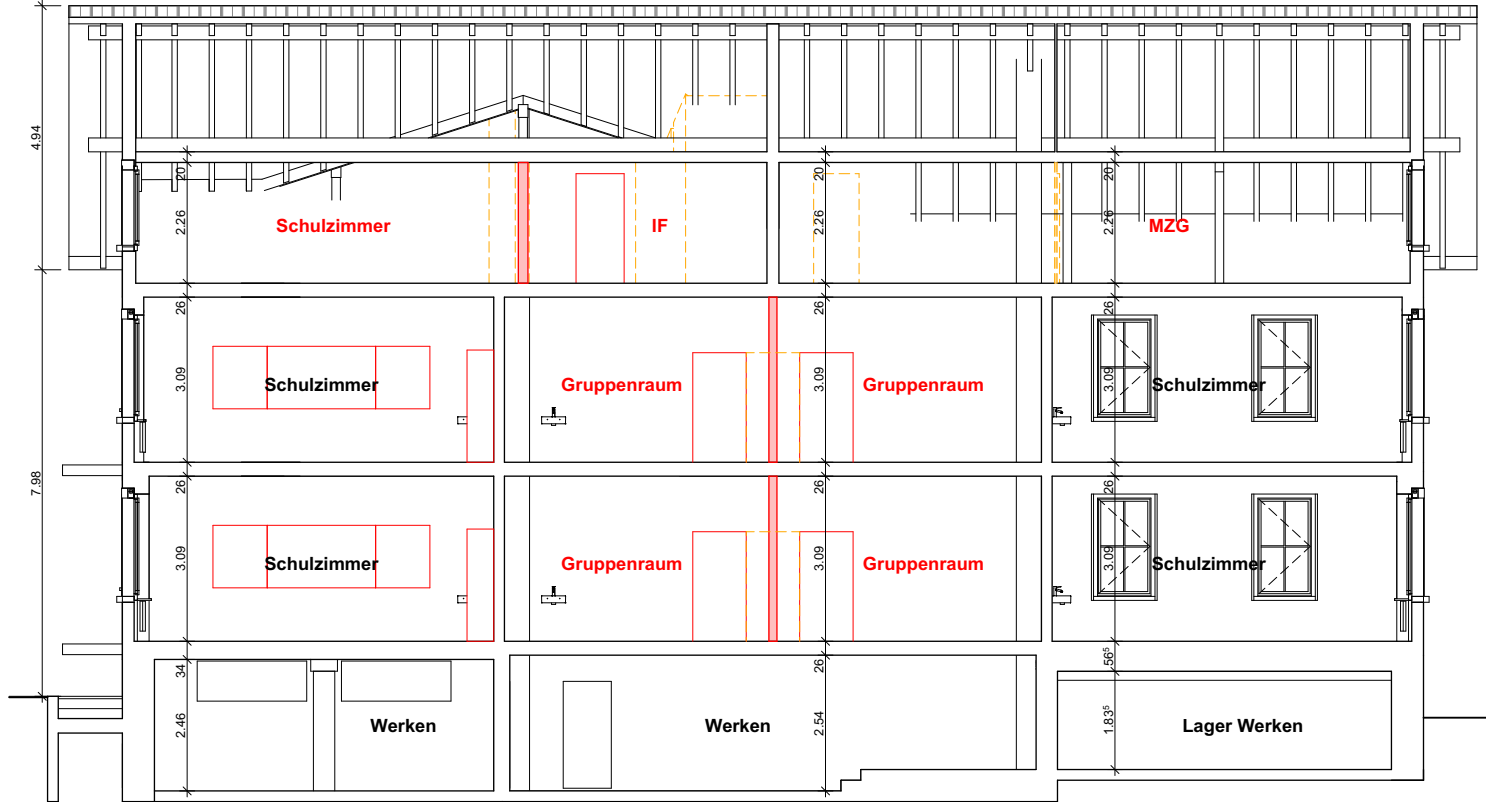 4.94
20
20
20
2.26
2.26
2.26
Schulzimmer
IF
MZG
26
26
26
3.09
3.09
3.09
Schulzimmer
Gruppenraum
Gruppenraum
Schulzimmer
7.98
26
26
26
3.09
3.09
3.09
Schulzimmer
Gruppenraum
Gruppenraum
Schulzimmer
34
26
56⁵
2.46
2.54
1.83⁵
Werken
Werken
Lager Werken